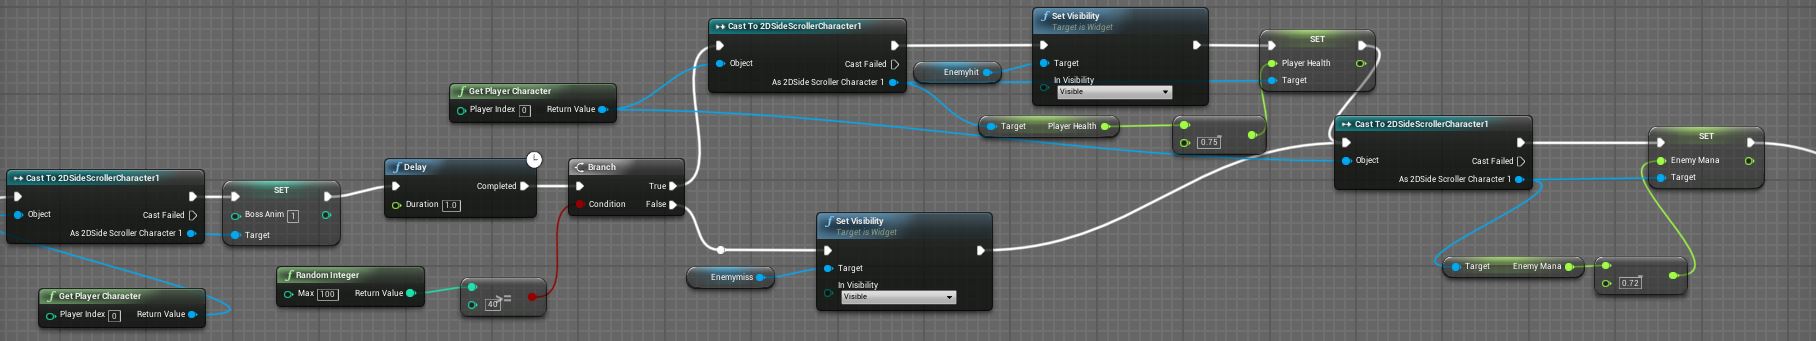 Cast To 2DSideScrollerCharacter1
Object
Cast Failed
As 2DSide Scroller Character 1
Get Player Character
Player Index 0
Return Value
SET
Boss Anim 1
Target
Random Integer
Max 100
Return Value
Delay
Completed
Duration 1.0
>=
40
Get Player Character
Player Index 0
Return Value
Branch
True
Condition
False
Cast To 2DSideScrollerCharacter1
Object
Cast Failed
As 2DSide Scroller Character 1
Enemyhit
Set Visibility
Target is Widget
Target
In Visibility
Visible
Target
Player Health
0.75
SET
Player Health
Target
Enemymiss
Set Visibility
Target is Widget
Target
In Visibility
Visible
Cast To 2DSideScrollerCharacter1
Object
Cast Failed
As 2DSide Scroller Character 1
Target
Enemy Mana
0.72
SET
Enemy Mana
Target